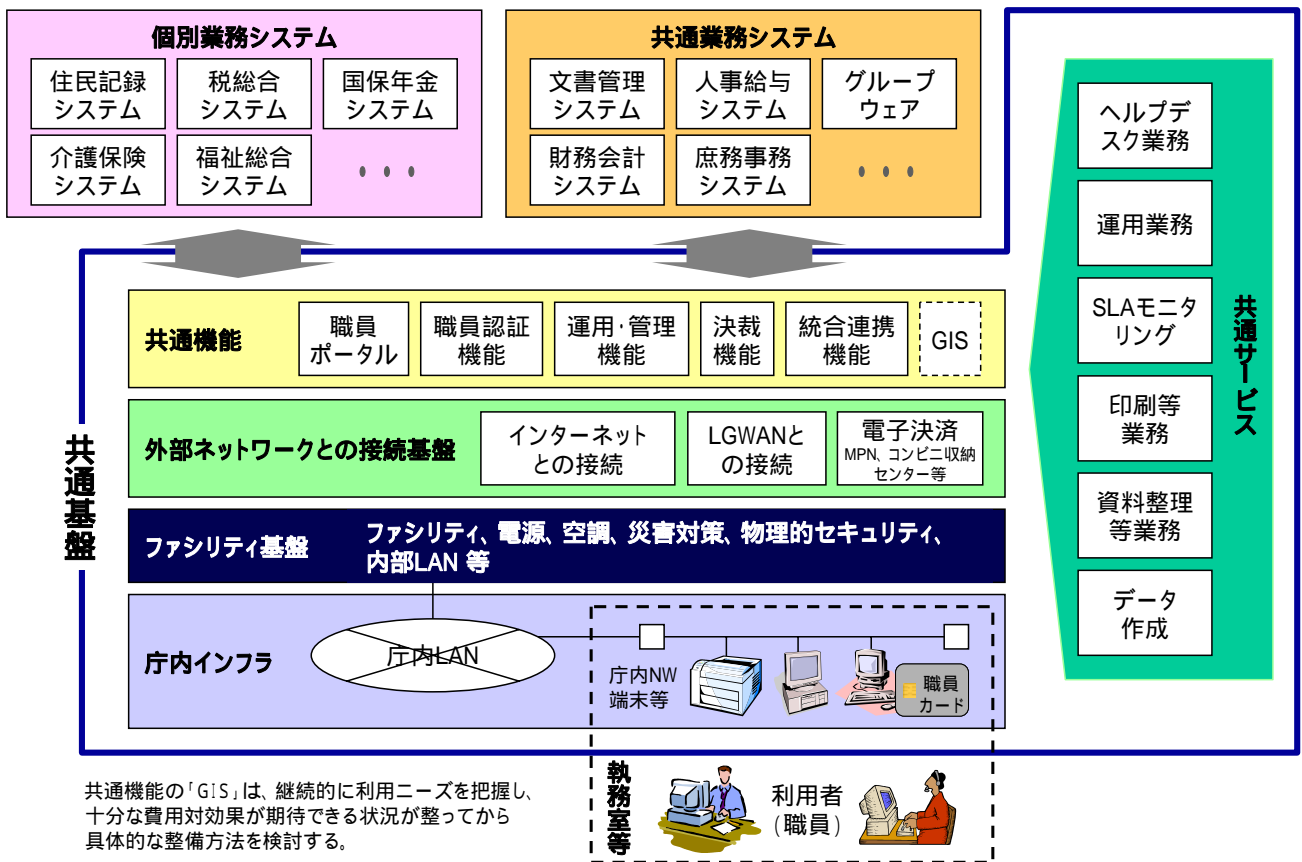 個別業務システム
住民記録
システム
税総合
システム
国保年金
システム
介護保険
システム
福祉総合
システム
・・・
共通業務システム
文書管理
システム
人事給与
システム
グループ
ウェア
財務会計
システム
庶務事務
システム
・・・
共通基盤
共通機能
職員
ポータル
職員認証
機能
運用・管理
機能
決裁
機能
統合連携
機能
GIS
外部ネットワークとの接続基盤
インターネット
との接続
LGWANと
の接続
電子決済
MPN、コンビニ収納
センター等
ファシリティ基盤
ファシリティ、電源、空調、災害対策、物理的セキュリティ、
内部LAN 等
庁内インフラ
庁内LAN
庁内NW
端末等
職員
カード
共通サービス
ヘルプデ
スク業務
運用業務
SLAモニタ
リング
印刷等
業務
資料整理
等業務
データ
作成
執務室等
利用者
(職員)
共通機能の「GIS」は、継続的に利用ニーズを把握し、
十分な費用対効果が期待できる状況が整ってから
具体的な整備方法を検討する。